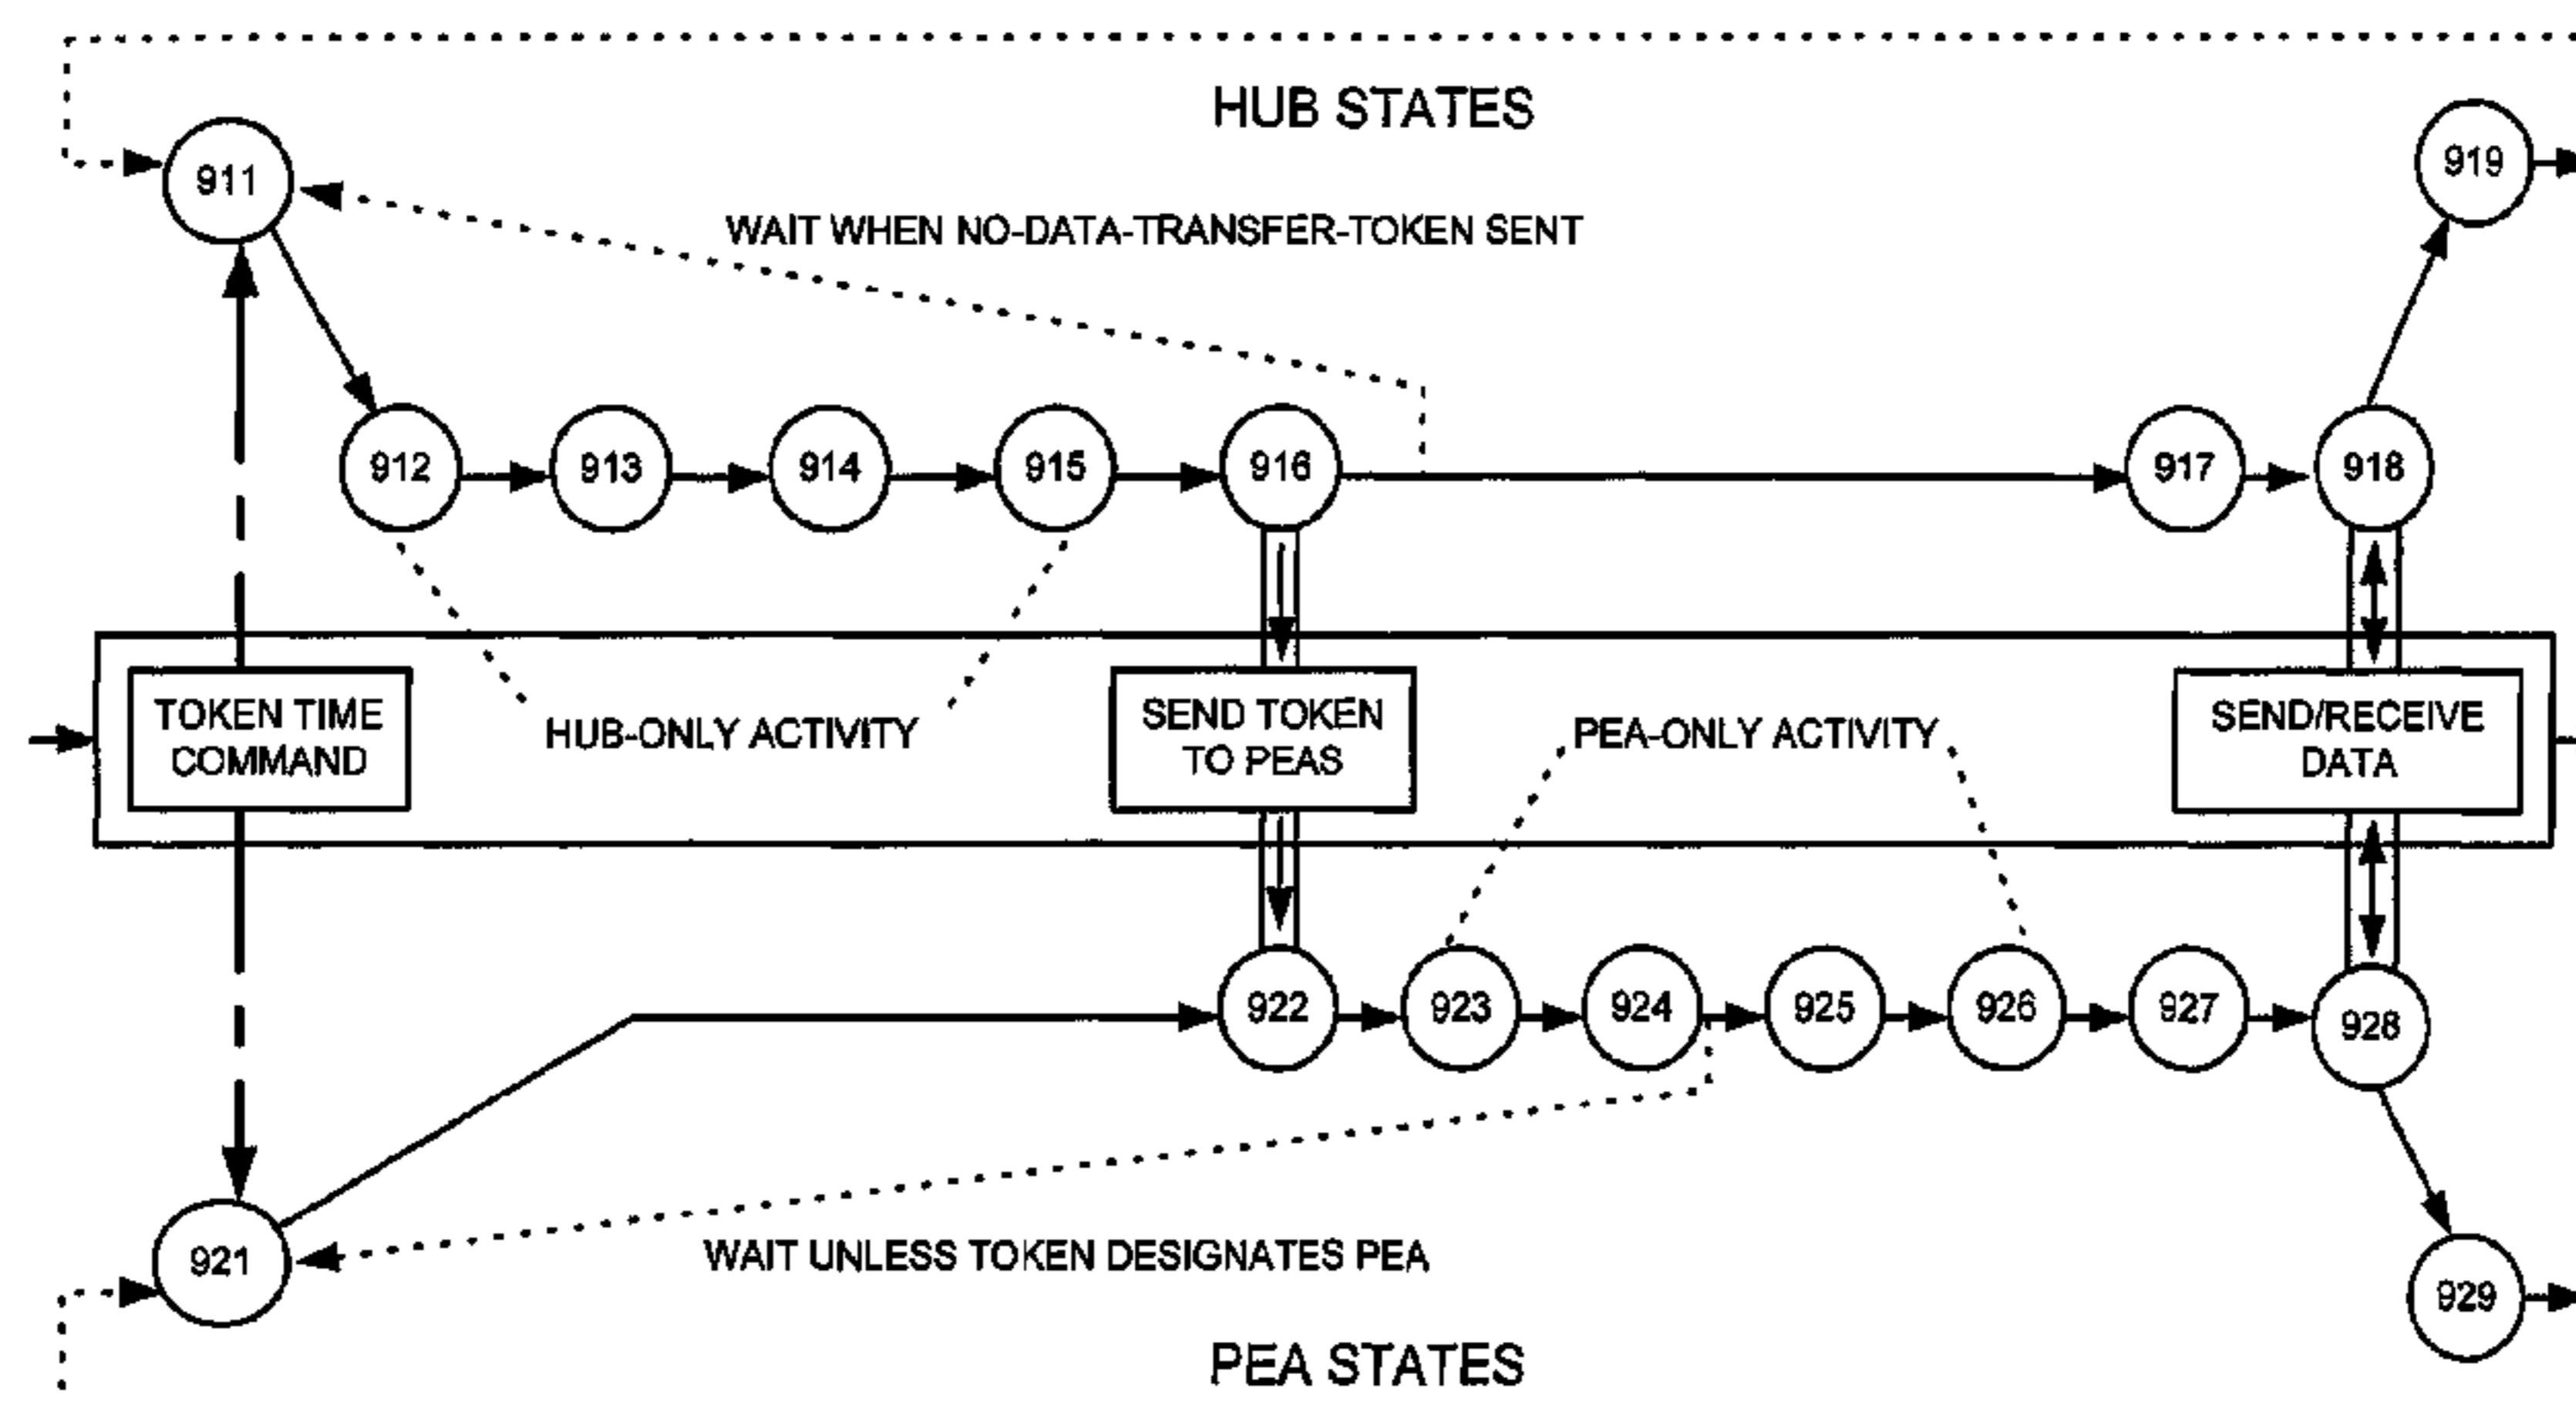 HUB STATES
911
919
WAIT WHEN NO-DATA-TRANSFER-TOKEN SENT
912
913
914
915
916
917
918
TOKEN TIME
COMMAND
HUB-ONLY ACTIVITY
SEND TOKEN
TO PEAS
PEA-ONLY ACTIVITY
SEND/RECEIVE
DATA
922
923
924
925
926
927
928
921
WAIT UNLESS TOKEN DESIGNATES PEA
929
PEA STATES